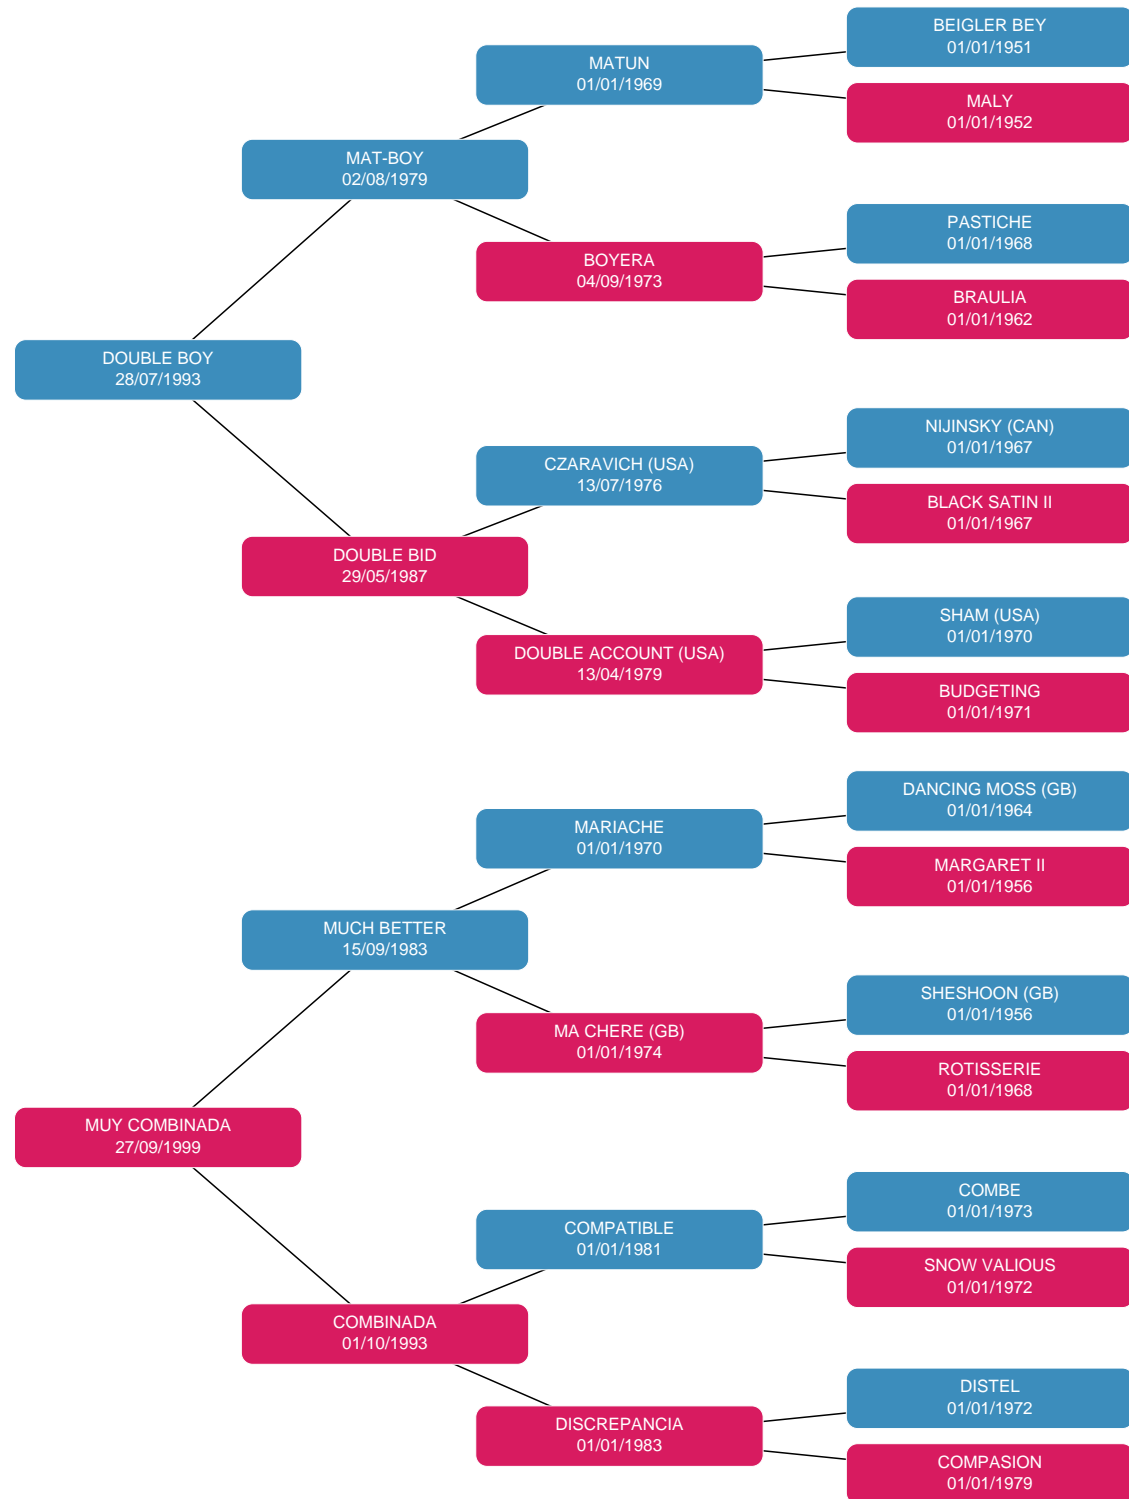 BEIGLER BEY
01/01/1951
MATUN
01/01/1969
MALY
01/01/1952
MAT-BOY
02/08/1979
PASTICHE
01/01/1968
BOYERA
04/09/1973
BRAULIA
01/01/1962
DOUBLE BOY
28/07/1993
NIJINSKY (CAN)
01/01/1967
CZARAVICH (USA)
13/07/1976
BLACK SATIN II
01/01/1967
DOUBLE BID
29/05/1987
SHAM (USA)
01/01/1970
DOUBLE ACCOUNT (USA)
13/04/1979
BUDGETING
01/01/1971
DANCING MOSS (GB)
01/01/1964
MARIACHE
01/01/1970
MARGARET II
01/01/1956
MUCH BETTER
15/09/1983
SHESHOON (GB)
01/01/1956
MA CHERE (GB)
01/01/1974
ROTISSERIE
01/01/1968
MUY COMBINADA
27/09/1999
COMBE
01/01/1973
COMPATIBLE
01/01/1981
SNOW VALIOUS
01/01/1972
COMBINADA
01/10/1993
DISTEL
01/01/1972
DISCREPANCIA
01/01/1983
COMPASION
01/01/1979